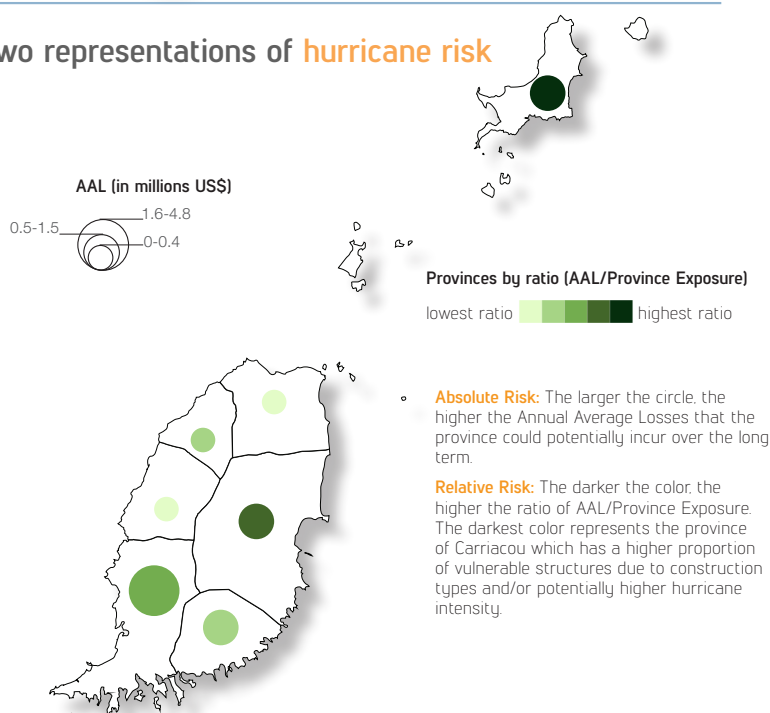 wo representations of hurricane risk
AAL (in millions US$)
1.6-4.8
0.5-1.5
0-0.4
Provinces by ratio (AAL/Province Exposure)
lowest ratio highest ratio
Absolute Risk: The larger the circle, the
higher the Annual Average Losses that the
province could potentially incur over the long
term.
Relative Risk: The darker the color, the
higher the ratio of AAL/Province Exposure.
The darkest color represents the province
of Carriacou which has a higher proportion
of vulnerable structures due to construction
types and/or potentially higher hurricane
intensity.